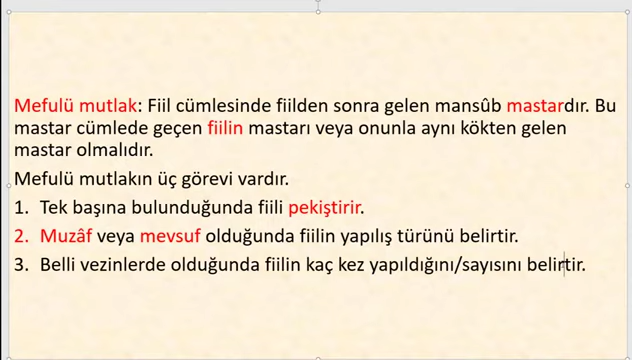 Mefulü mutlak: Fiil cümlesinde fiilden sonra gelen mansûb mastardır. Bu
mastar cümlede geçen fiilin mastarı veya onunla aynı kökten gelen
mastar olmalıdır.
Mefulü mutlakın üç görevi vardır.
1. Tek başına bulunduğunda fiili pekiştirir.
2. Muzâf veya mevsuf olduğunda fiilin yapılış türünü belirtir.
3. Belli vezinlerde olduğunda fiilin kaç kez yapıldığını/sayısını belirtir.